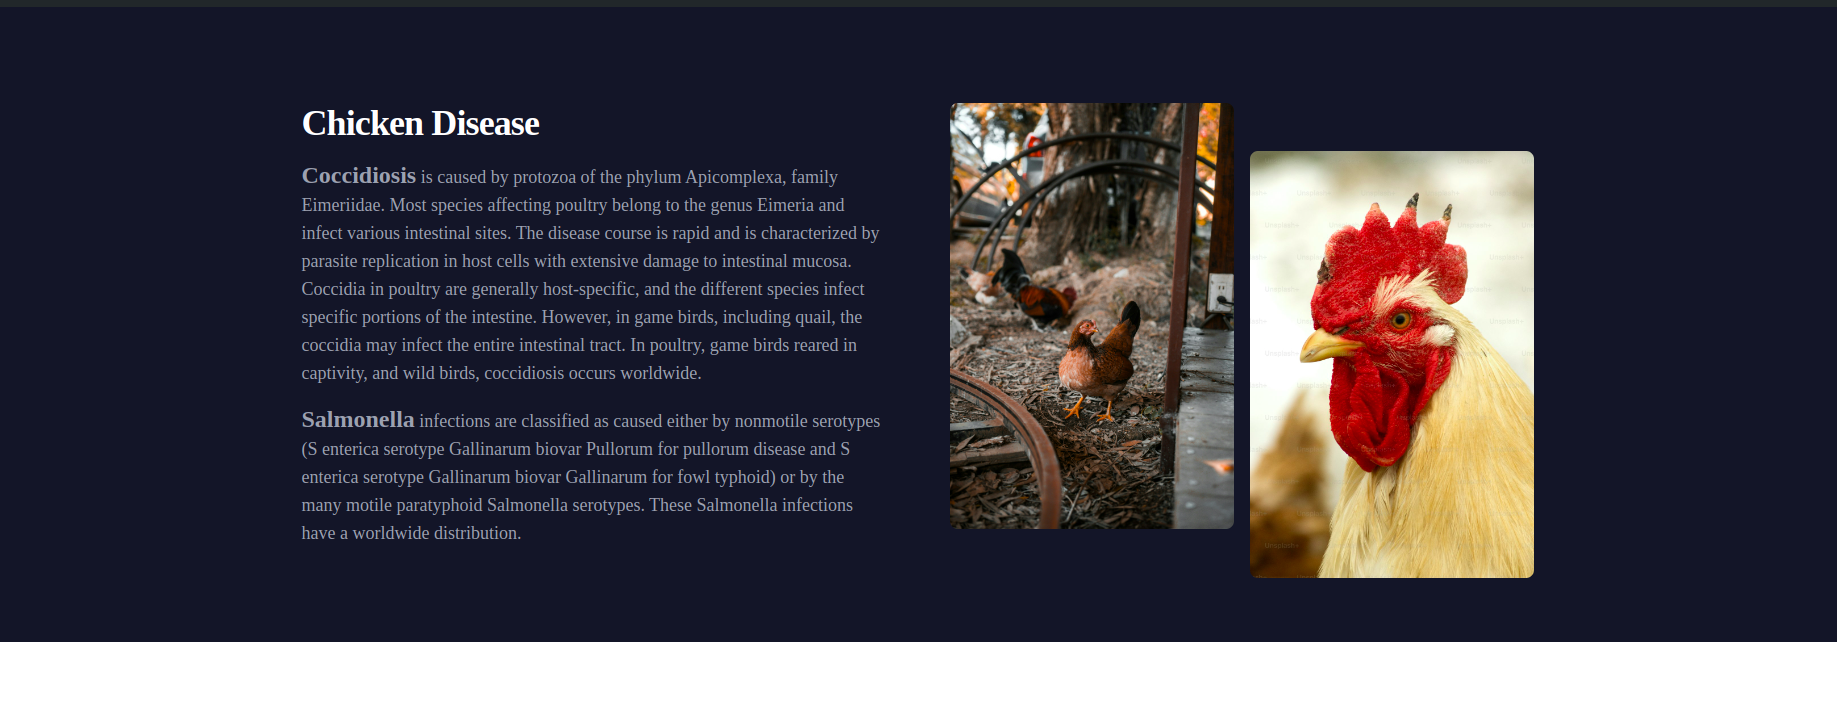 Chicken Disease
Coccidiosis is caused by protozoa of the phylum Apicomplexa, family
Eimeriidae. Most species affecting poultry belong to the genus Eimeria and
infect various intestinal sites. The disease course is rapid and is characterized by
parasite replication in host cells with extensive damage to intestinal mucosa.
Coccidia in poultry are generally host-specific, and the different species infect
specific portions of the intestine. However, in game birds, including quail, the
coccidia may infect the entire intestinal tract. In poultry, game birds reared in
captivity, and wild birds, coccidiosis occurs worldwide.
Salmonella infections are classified as caused either by nonmotile serotypes
(S enterica serotype Gallinarum biovar Pullorum for pullorum disease and S
enterica serotype Gallinarum biovar Gallinarum for fowl typhoid) or by the
many motile paratyphoid Salmonella serotypes. These Salmonella infections
have a worldwide distribution.